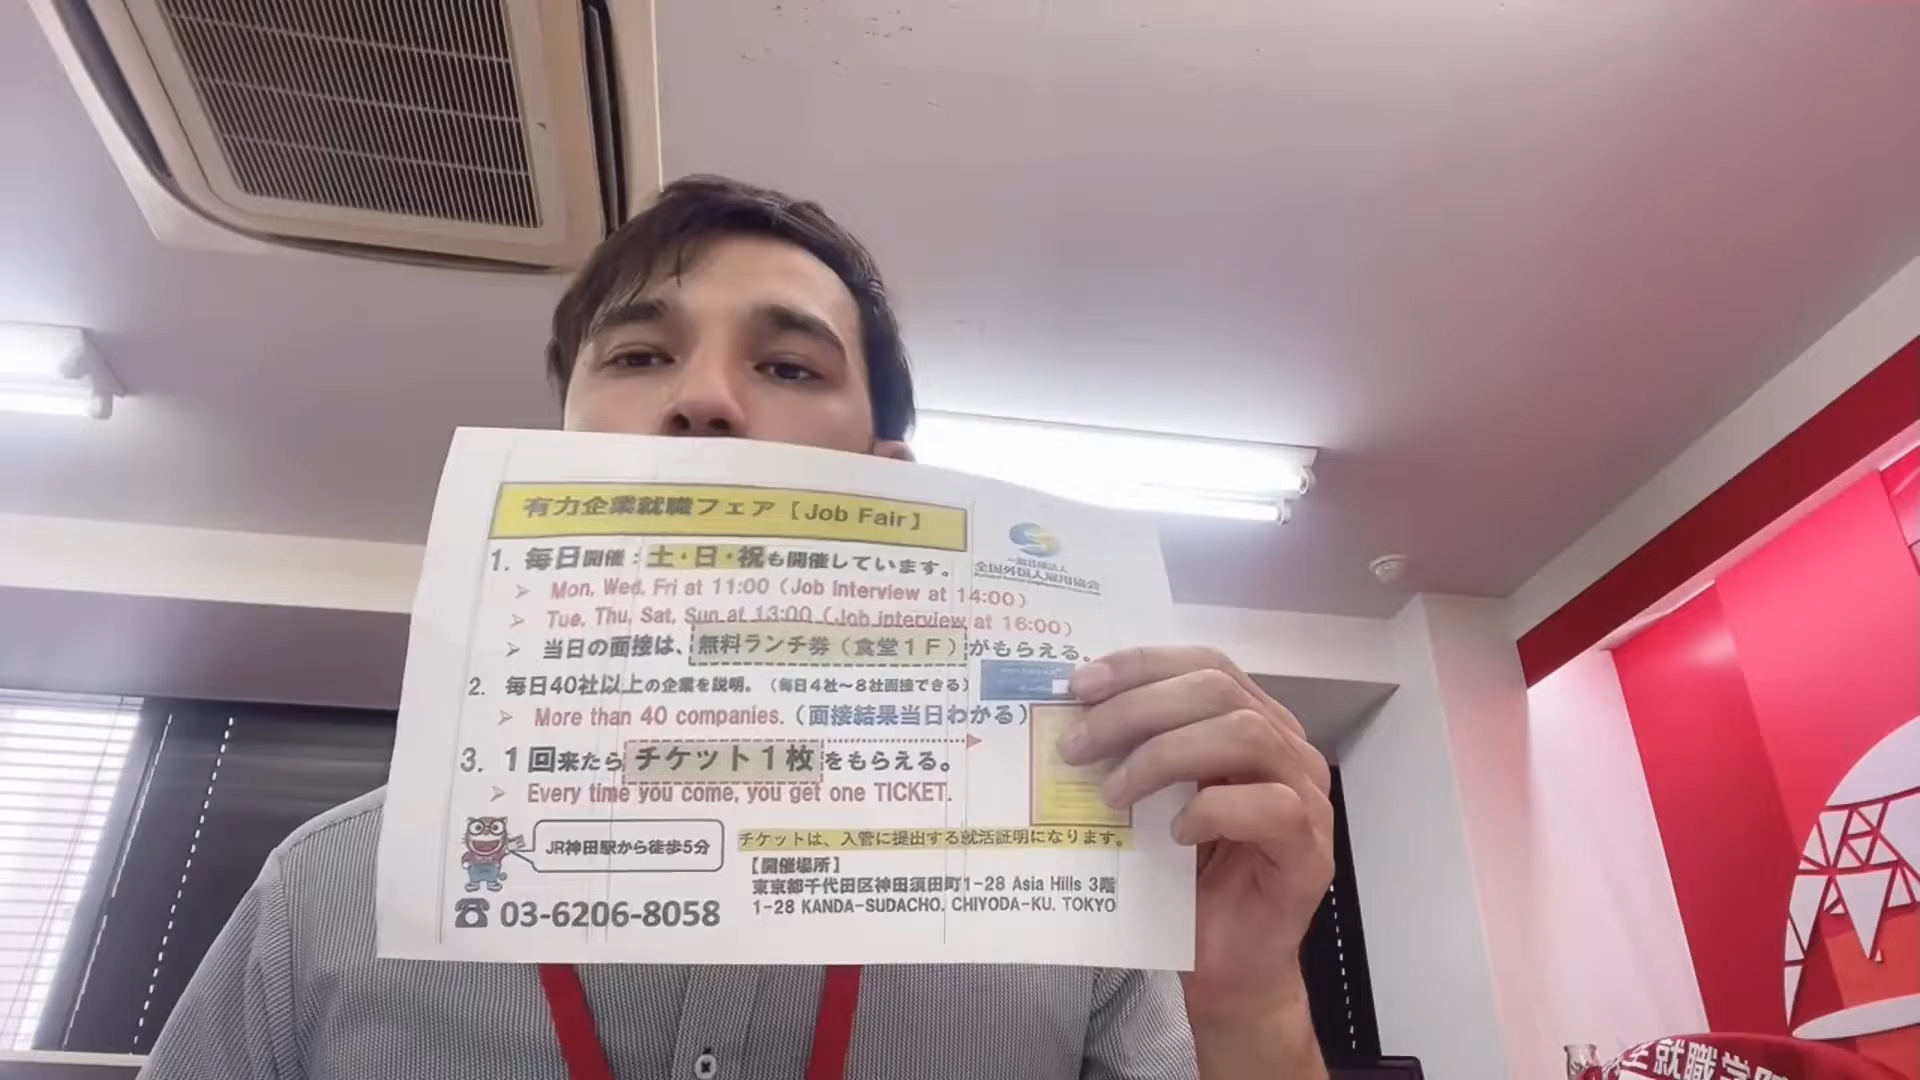 有力企業就職フェア【Job Fair】
一般社団法人
全国外国人雇用協会
1. 毎日開催：土・日・祝も開催しています。
➢ Mon, Wed, Fri at 11:00 (Job Interview at 14:00)
➢ Tue, Thu, Sat, Sun at 13:00 (Job interview at 16:00)
➢ 当日の面接は、無料ランチ券（食堂１Ｆ）がもらえる。
2. 毎日40社以上の企業を説明。（毎日４社～８社面接できる）
➢ More than 40 companies.（面接結果当日わかる）
3. １回来たらチケット１枚をもらえる。
➢ Every time you come, you get one TICKET.
JR神田駅から徒歩5分
チケットは、入管に提出する就活証明になります。
【開催場所】
東京都千代田区神田須田町1-28 Asia Hills 3階
1-28 KANDA-SUDACHO, CHIYODA-KU, TOKYO
☎ 03-6206-8058
就職学